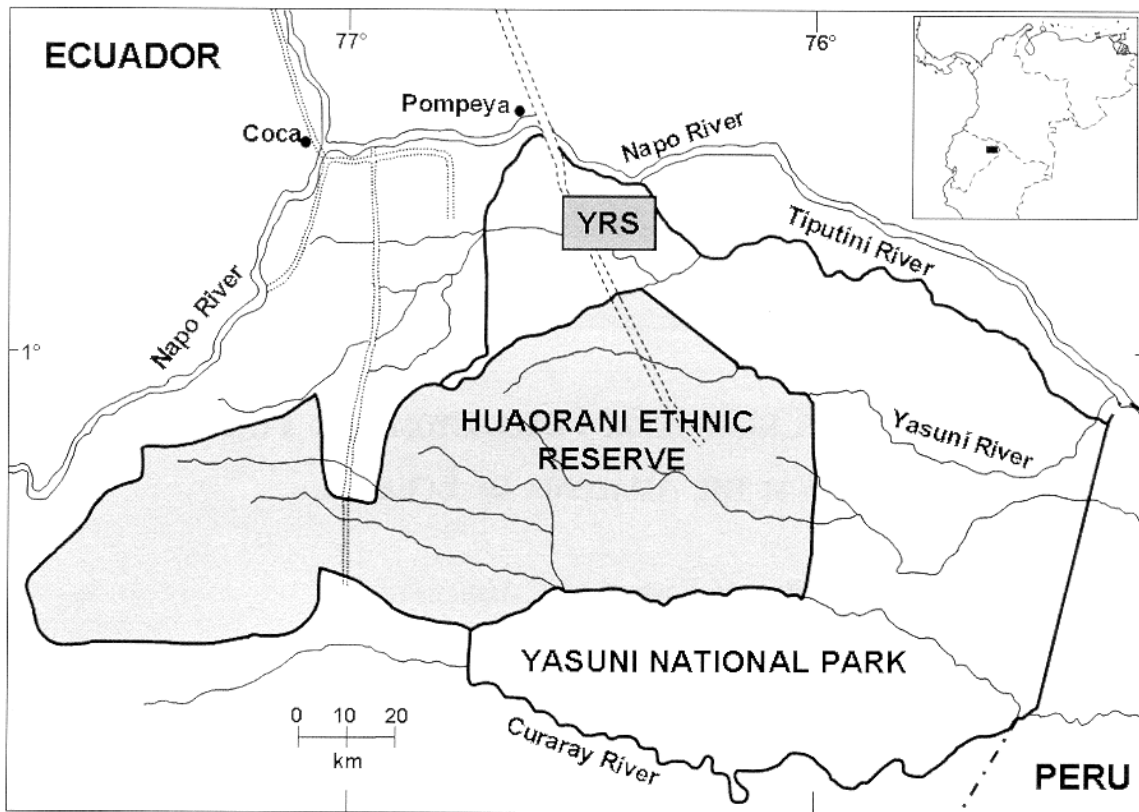 77°
76°
ECUADOR
Pompeya
Coca
Napo River
YRS
Tiputini River
Napo River
1°
HUAORANI ETHNIC
RESERVE
Yasuní River
YASUNI NATIONAL PARK
0 10 20
km
Curaray River
PERU